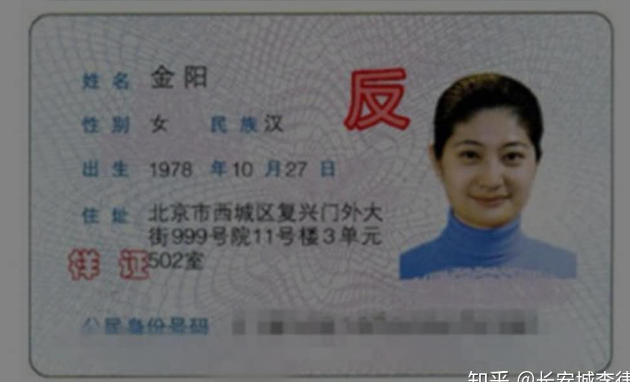 姓名 金阳
反
性别 女 民族 汉
出生 1978 年 10 月 27 日
住址 北京市西城区复兴门外大
街999号院11号楼3单元
502室
样证
公民身份号码
知乎 @长安城李律